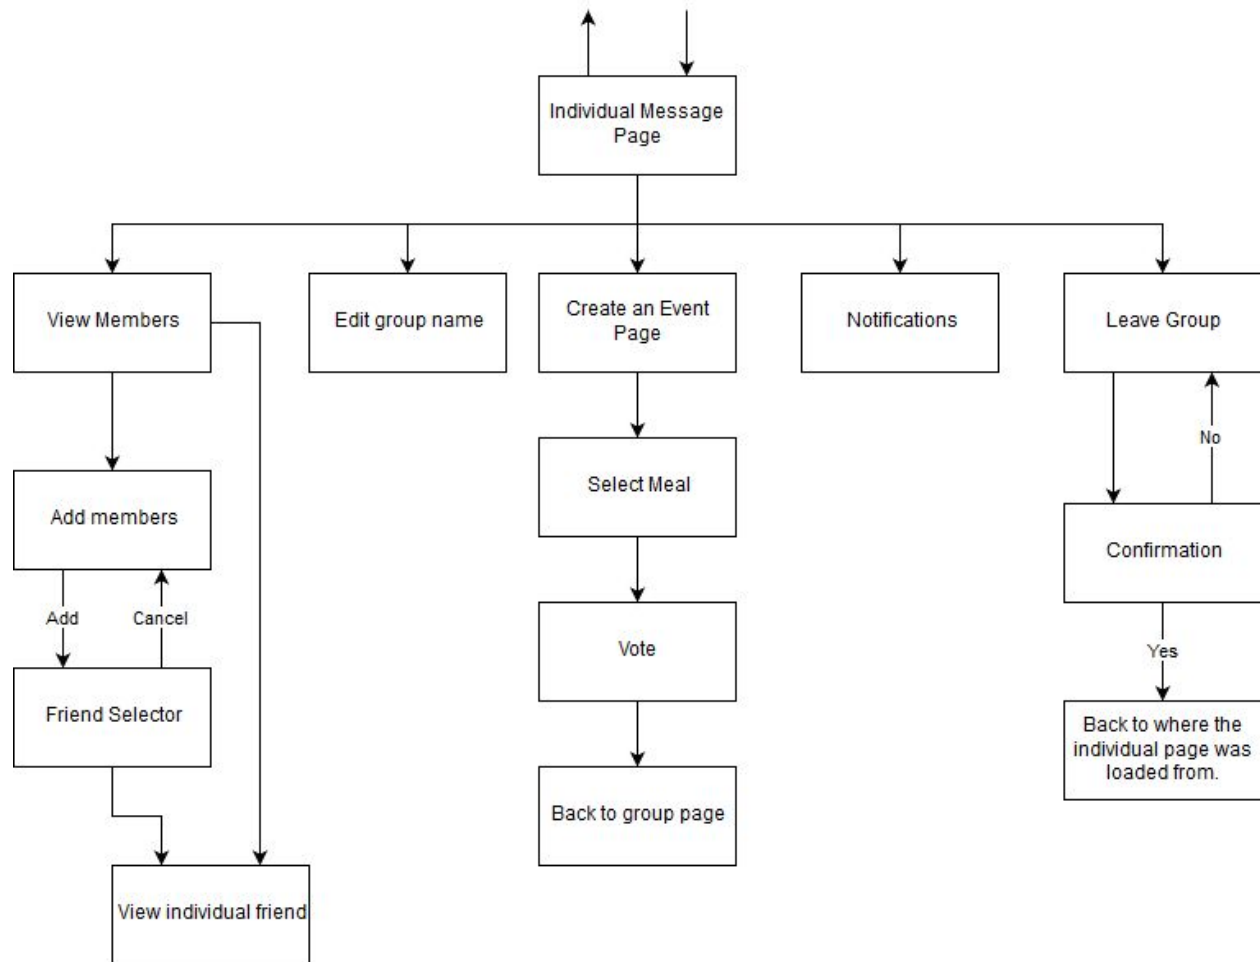 Individual Message
Page
View Members
Edit group name
Create an Event
Page
Notifications
Leave Group
No
Select Meal
Add members
Confirmation
Add
Cancel
Vote
Yes
Friend Selector
Back to where the
individual page was
loaded from.
Back to group page
View individual friend